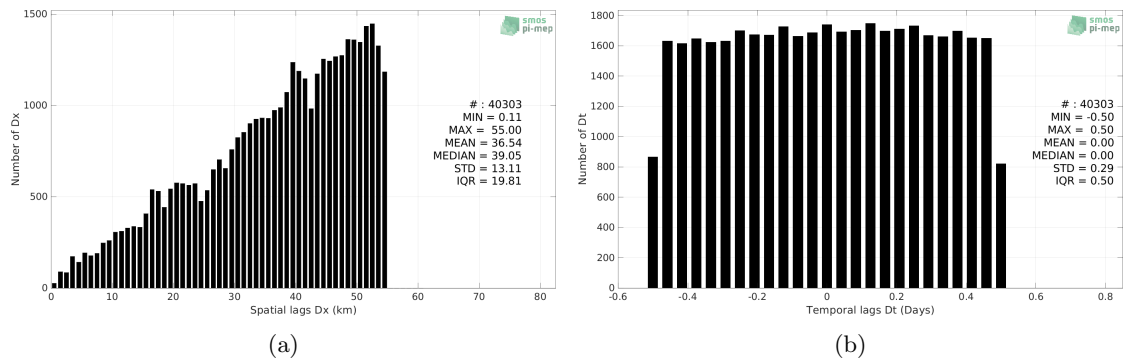 1500
1000
500
0
Number of Dx
0 10 20 30 40 50 60 70 80
Spatial lags Dx (km)
smos
pi-mep
# : 40303
MIN = 0.11
MAX = 55.00
MEAN = 36.54
MEDIAN = 39.05
STD = 13.11
IQR = 19.81
(a)
1800
1600
1400
1200
1000
800
600
400
200
0
Number of Dt
-0.6 -0.4 -0.2 0 0.2 0.4 0.6 0.8
Temporal lags Dt (Days)
smos
pi-mep
# : 40303
MIN = -0.50
MAX = 0.50
MEAN = 0.00
MEDIAN = 0.00
STD = 0.29
IQR = 0.50
(b)